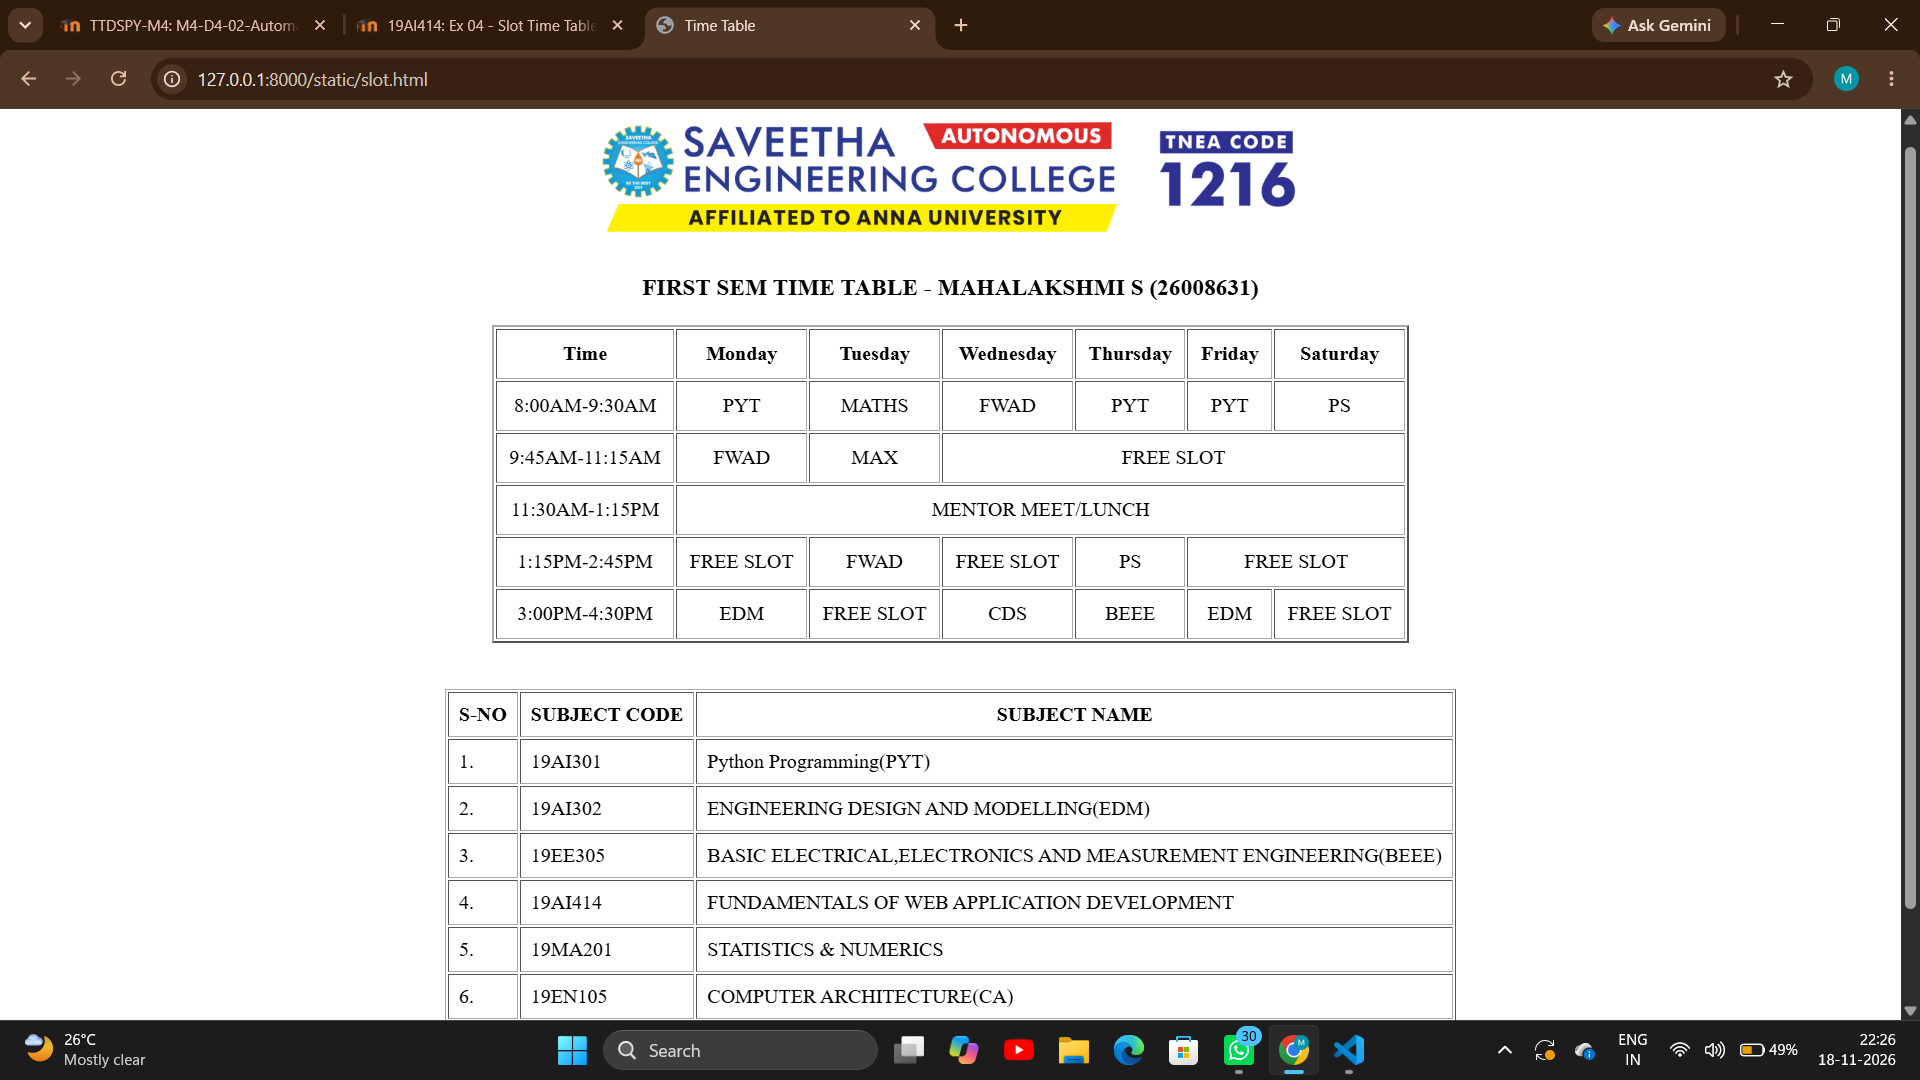 TTDSPY-M4: M4-D4-02-Autom
19AI414: Ex 04 - Slot Time Table
Time Table
Ask Gemini
127.0.0.1:8000/static/slot.html
M
SAVEETHA AUTONOMOUS
ENGINEERING COLLEGE
AFFILIATED TO ANNA UNIVERSITY
TNEA CODE
1216
FIRST SEM TIME TABLE - MAHALAKSHMI S (26008631)
Time Monday Tuesday Wednesday Thursday Friday Saturday
8:00AM-9:30AM PYT MATHS FWAD PYT PYT PS
9:45AM-11:15AM FWAD MAX FREE SLOT
11:30AM-1:15PM MENTOR MEET/LUNCH
1:15PM-2:45PM FREE SLOT FWAD FREE SLOT PS FREE SLOT
3:00PM-4:30PM EDM FREE SLOT CDS BEEE EDM FREE SLOT
S-NO SUBJECT CODE SUBJECT NAME
1. 19AI301 Python Programming(PYT)
2. 19AI302 ENGINEERING DESIGN AND MODELLING(EDM)
3. 19EE305 BASIC ELECTRICAL,ELECTRONICS AND MEASUREMENT ENGINEERING(BEEE)
4. 19AI414 FUNDAMENTALS OF WEB APPLICATION DEVELOPMENT
5. 19MA201 STATISTICS & NUMERICS
6. 19EN105 COMPUTER ARCHITECTURE(CA)
26°C
Mostly clear
Search
30
M
ENG
IN
49%
22:26
18-11-2026